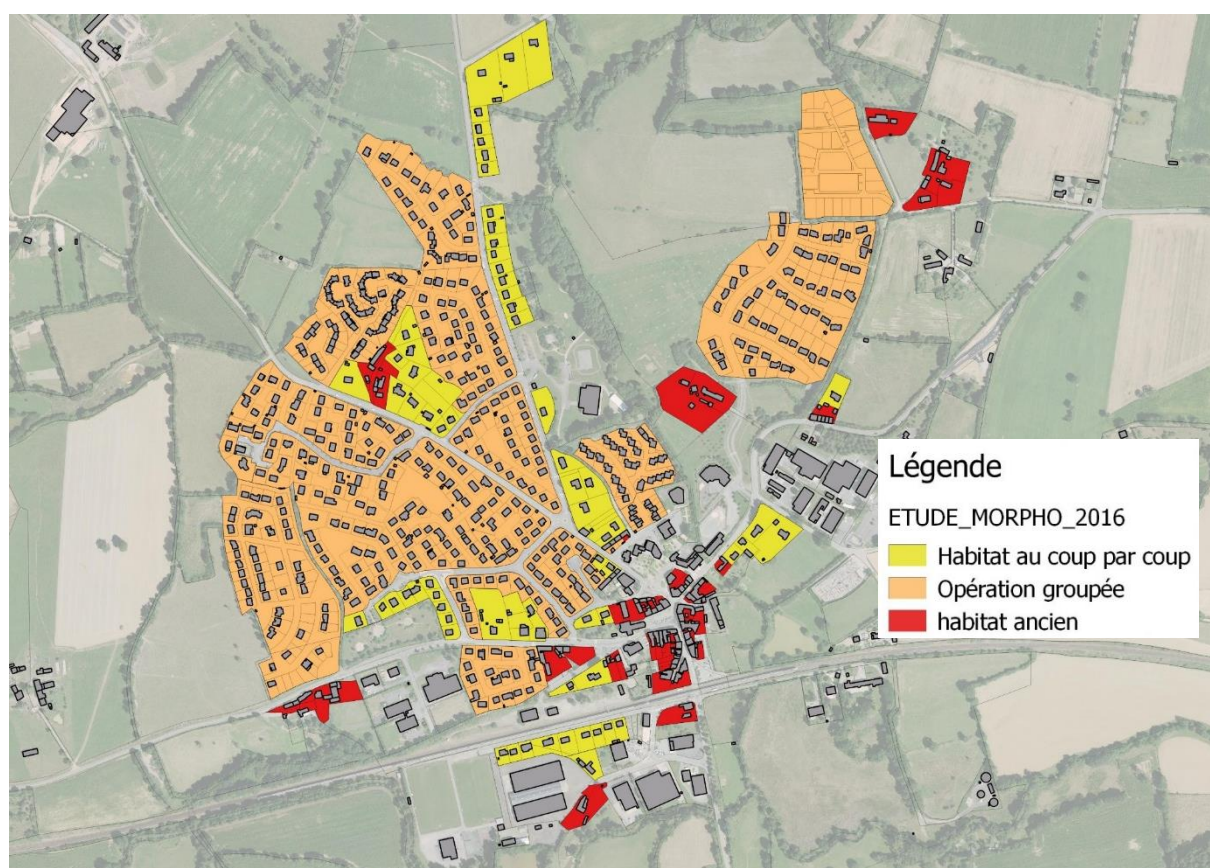 Légende
ETUDE_MORPHO_2016
Habitat au coup par coup
Opération groupée
habitat ancien